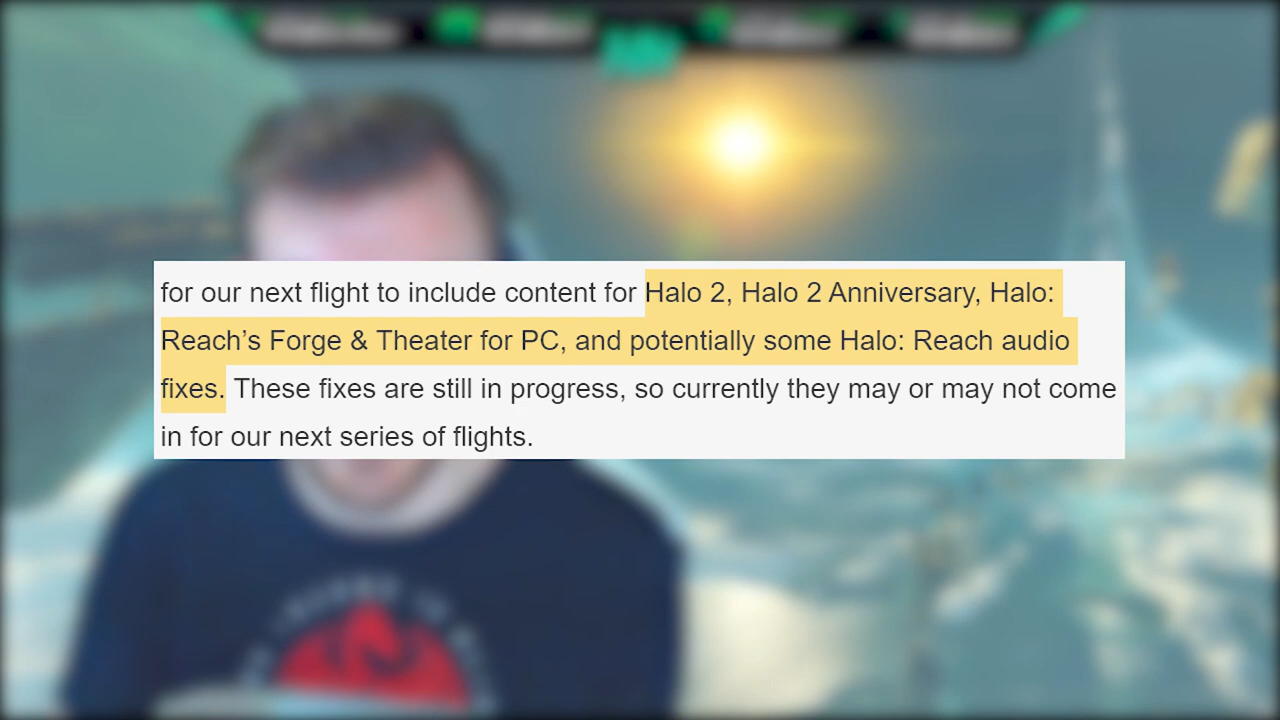 for our next flight to include content for Halo 2, Halo 2 Anniversary, Halo:
Reach’s Forge & Theater for PC, and potentially some Halo: Reach audio
fixes. These fixes are still in progress, so currently they may or may not come
in for our next series of flights.